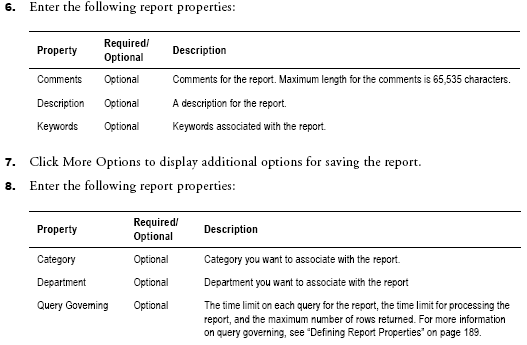 6. Enter the following report properties:
Property Required/ Optional Description
Comments Optional Comments for the report. Maximum length for the comments is 65,535 characters.
Description Optional A description for the report.
Keywords Optional Keywords associated with the report.
7. Click More Options to display additional options for saving the report.
8. Enter the following report properties:
Property Required/ Optional Description
Category Optional Category you want to associate with the report.
Department Optional Department you want to associate with the report
Query Governing Optional The time limit on each query for the report, the time limit for processing the
report, and the maximum number of rows returned. For more information
on query governing, see “Defining Report Properties” on page 189.